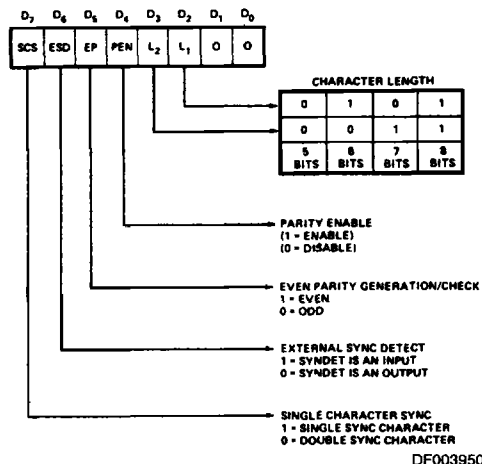 D7 D6 D5 D4 D3 D2 D1 D0
SCS ESD EP PEN L2 L1 0 0
CHARACTER LENGTH
0 1 0 1
0 0 1 1
5 BITS 6 BITS 7 BITS 8 BITS
PARITY ENABLE
(1 = ENABLE)
(0 = DISABLE)
EVEN PARITY GENERATION/CHECK
1 = EVEN
0 = ODD
EXTERNAL SYNC DETECT
1 = SYNDET IS AN INPUT
0 = SYNDET IS AN OUTPUT
SINGLE CHARACTER SYNC
1 = SINGLE SYNC CHARACTER
0 = DOUBLE SYNC CHARACTER
DF003950